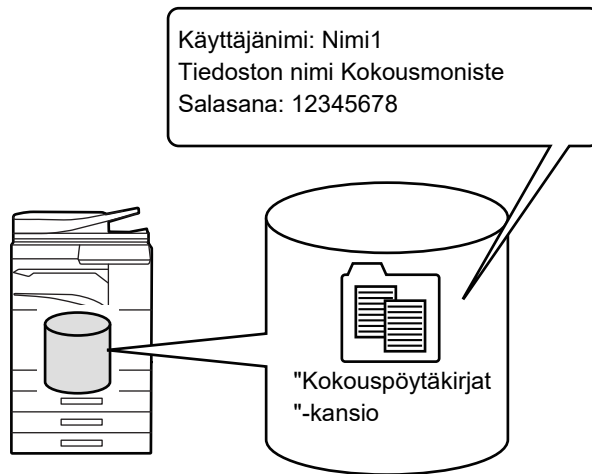 Käyttäjänimi: Nimi1
Tiedoston nimi Kokousmoniste
Salasana: 12345678
"Kokouspöytäkirjat
"-kansio